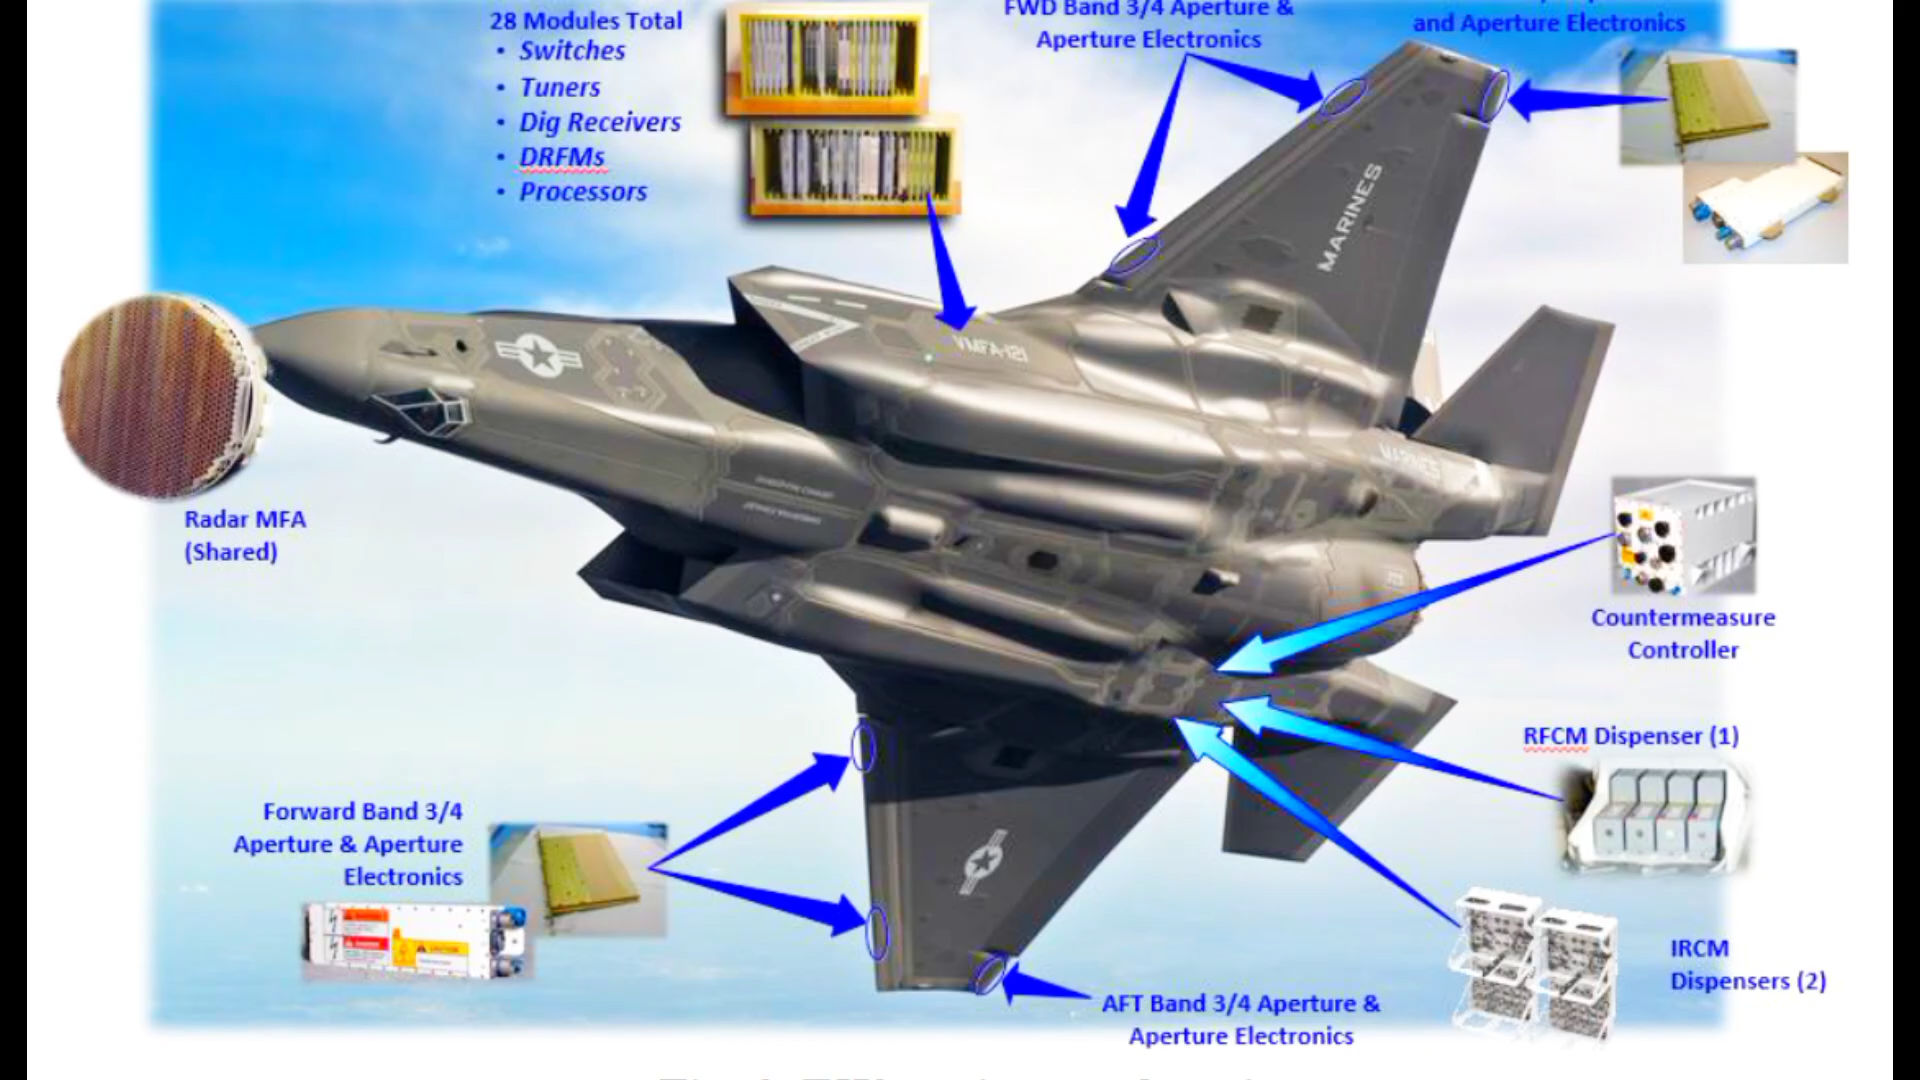 28 Modules Total
• Switches
• Tuners
• Dig Receivers
• DRFMs
• Processors
FWD Band 3/4 Aperture &
Aperture Electronics
and Aperture Electronics
MARINES
VMFA-121
MARINES
Radar MFA
(Shared)
Countermeasure
Controller
RFCM Dispenser (1)
Forward Band 3/4
Aperture & Aperture
Electronics
IRCM
Dispensers (2)
AFT Band 3/4 Aperture &
Aperture Electronics